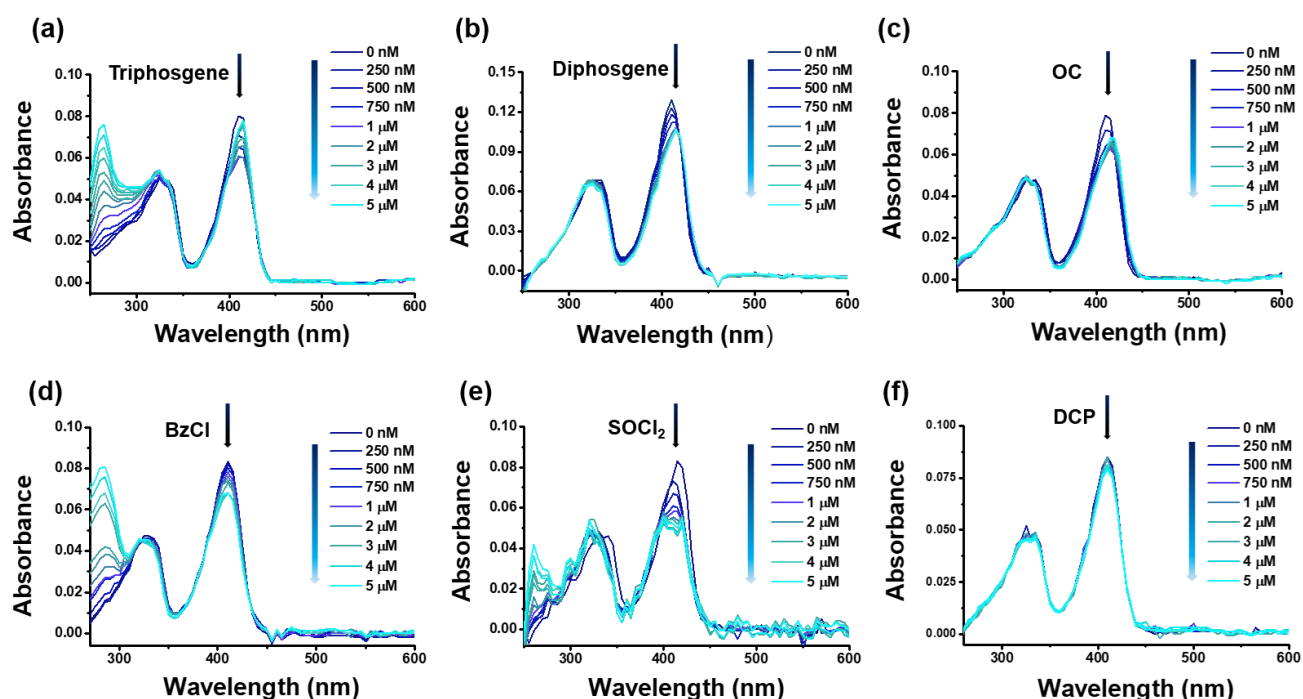 (a)
Triphosgene
0 nM
250 nM
500 nM
750 nM
1 μM
2 μM
3 μM
4 μM
5 μM
0.10
0.08
0.06
0.04
0.02
0.00
Absorbance
300 400 500 600
Wavelength (nm)
(b)
Diphosgene
0 nM
250 nM
500 nM
750 nM
1 μM
2 μM
3 μM
4 μM
5 μM
0.15
0.12
0.09
0.06
0.03
0.00
Absorbance
300 400 500 600
Wavelength (nm)
(c)
OC
0 nM
250 nM
500 nM
750 nM
1 μM
2 μM
3 μM
4 μM
5 μM
0.10
0.08
0.06
0.04
0.02
0.00
Absorbance
300 400 500 600
Wavelength (nm)
(d)
BzCl
0 nM
250 nM
500 nM
750 nM
1 μM
2 μM
3 μM
4 μM
5 μM
0.10
0.08
0.06
0.04
0.02
0.00
Absorbance
300 400 500 600
Wavelength (nm)
(e)
SOCl₂
0 nM
250 nM
500 nM
750 nM
1 μM
2 μM
3 μM
4 μM
5 μM
0.10
0.08
0.06
0.04
0.02
0.00
Absorbance
300 400 500 600
Wavelength (nm)
(f)
DCP
0 nM
250 nM
500 nM
750 nM
1 μM
2 μM
3 μM
4 μM
5 μM
0.100
0.075
0.050
0.025
0.000
Absorbance
300 400 500 600
Wavelength (nm)